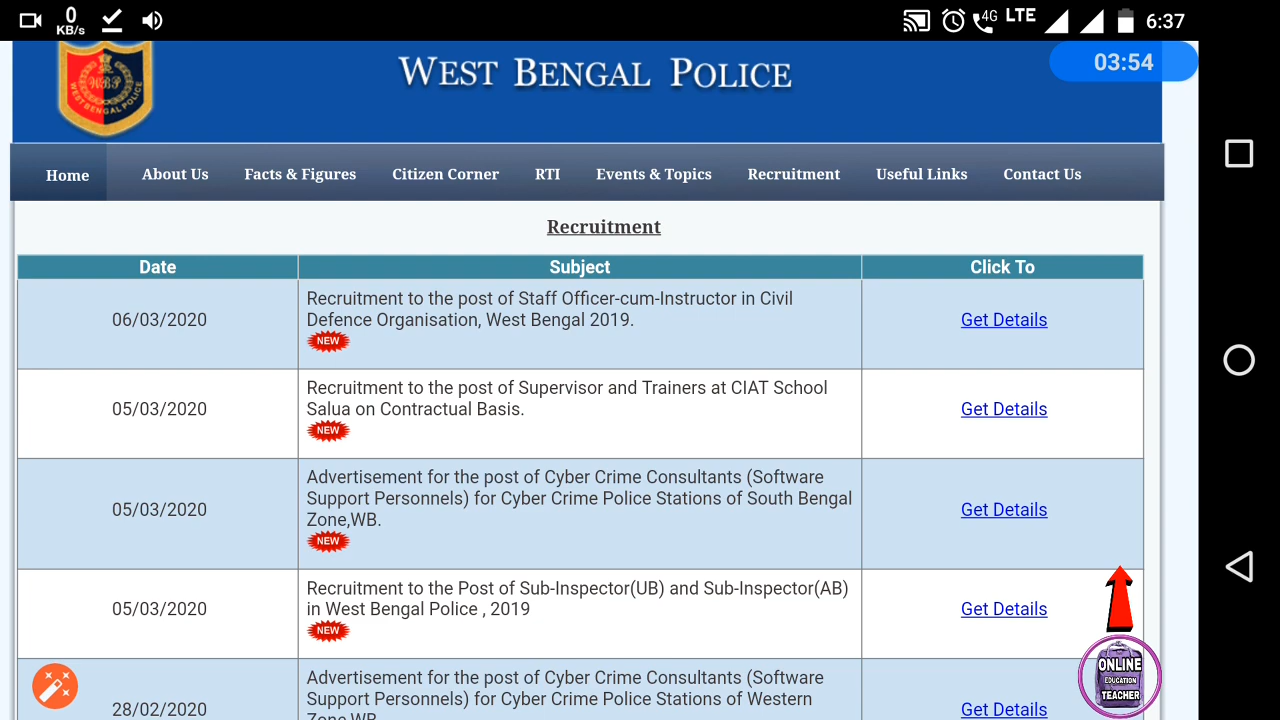 0
KB/s
4G
LTE
6:37
03:54
WBP
WEST BENGAL POLICE
WEST BENGAL POLICE
Home
About Us
Facts & Figures
Citizen Corner
RTI
Events & Topics
Recruitment
Useful Links
Contact Us
Recruitment
Date
Subject
Click To
06/03/2020
Recruitment to the post of Staff Officer-cum-Instructor in Civil
Defence Organisation, West Bengal 2019.
NEW
Get Details
05/03/2020
Recruitment to the post of Supervisor and Trainers at CIAT School
Salua on Contractual Basis.
NEW
Get Details
05/03/2020
Advertisement for the post of Cyber Crime Consultants (Software
Support Personnels) for Cyber Crime Police Stations of South Bengal
Zone,WB.
NEW
Get Details
05/03/2020
Recruitment to the Post of Sub-Inspector(UB) and Sub-Inspector(AB)
in West Bengal Police , 2019
NEW
Get Details
28/02/2020
Advertisement for the post of Cyber Crime Consultants (Software
Support Personnels) for Cyber Crime Police Stations of Western
Zone,WB
Get Details
ONLINE
EDUCATION
TEACHER